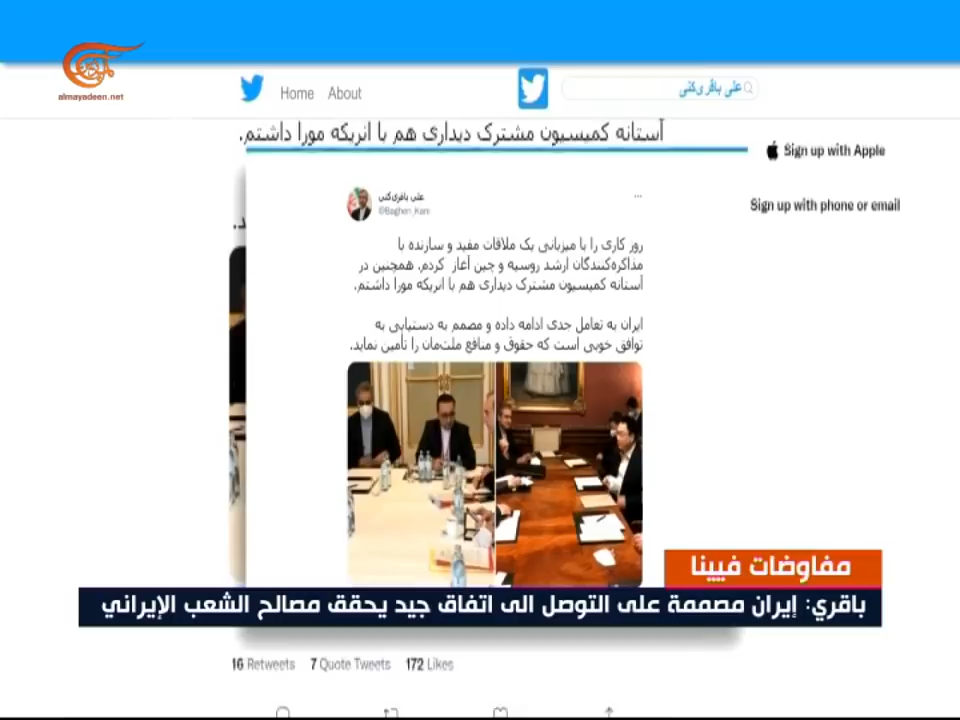 almayadeen.net
Home About
علی باقری‌کنی
آستانه کمیسیون مشترک دیداری هم با انریکه مورا داشتم.
Sign up with Apple
Sign up with phone or email
علی باقری‌کنی
@Bagheri_Kani
روز کاری را با میزبانی یک ملاقات مفید و سازنده با
مذاکره‌کنندگان ارشد روسیه و چین آغاز کردم. همچنین در
آستانه کمیسیون مشترک دیداری هم با انریکه مورا داشتم.
ایران به تعامل جدی ادامه داده و مصمم به دستیابی به
توافق خوبی است که حقوق و منافع ملت‌مان را تأمین نماید.
مفاوضات فيينا
باقري: إيران مصممة على التوصل الى اتفاق جيد يحقق مصالح الشعب الإيراني
16 Retweets 7 Quote Tweets 172 Likes